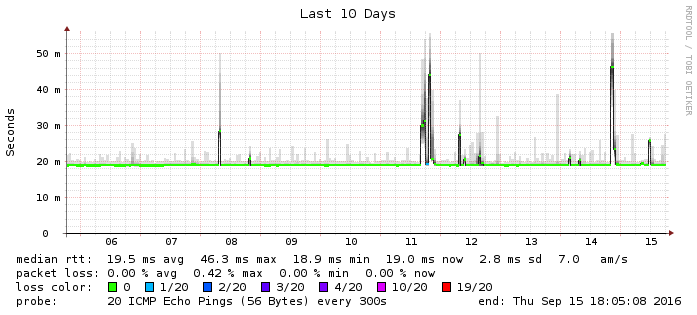 Last 10 Days
RRDTOOL / TOBI OETIKER
Seconds
50 m
40 m
30 m
20 m
10 m
0
06 07 08 09 10 11 12 13 14 15
median rtt: 19.5 ms avg 46.3 ms max 18.9 ms min 19.0 ms now 2.8 ms sd 7.0 am/s
packet loss: 0.00 % avg 0.42 % max 0.00 % min 0.00 % now
loss color: 0 1/20 2/20 3/20 4/20 10/20 19/20
probe: 20 ICMP Echo Pings (56 Bytes) every 300s end: Thu Sep 15 18:05:08 2016